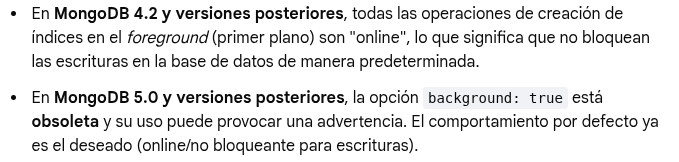 • En MongoDB 4.2 y versiones posteriores, todas las operaciones de creación de
índices en el foreground (primer plano) son "online", lo que significa que no bloquean
las escrituras en la base de datos de manera predeterminada.
• En MongoDB 5.0 y versiones posteriores, la opción background: true está
obsoleta y su uso puede provocar una advertencia. El comportamiento por defecto ya
es el deseado (online/no bloqueante para escrituras).